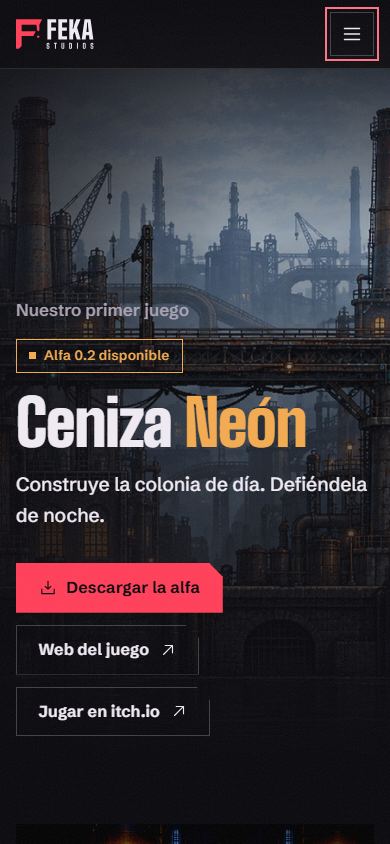 FEKA
STUDIOS
Nuestro primer juego
Alfa 0.2 disponible
Ceniza Neón
Construye la colonia de día. Defiéndela
de noche.
Descargar la alfa
Web del juego
Jugar en itch.io